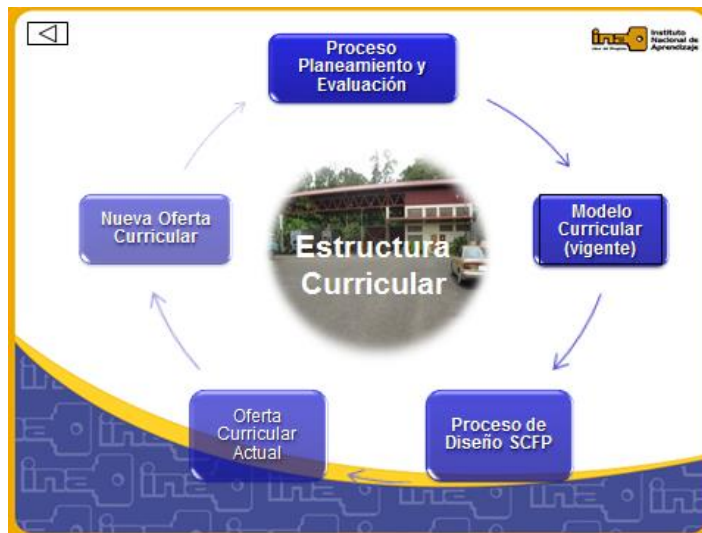 Proceso
Planeamiento y
Evaluación
ina
Instituto
Nacional de
Aprendizaje
Nueva Oferta
Curricular
Estructura
Curricular
Modelo
Curricular
(vigente)
Oferta
Curricular
Actual
Proceso de
Diseño SCFP